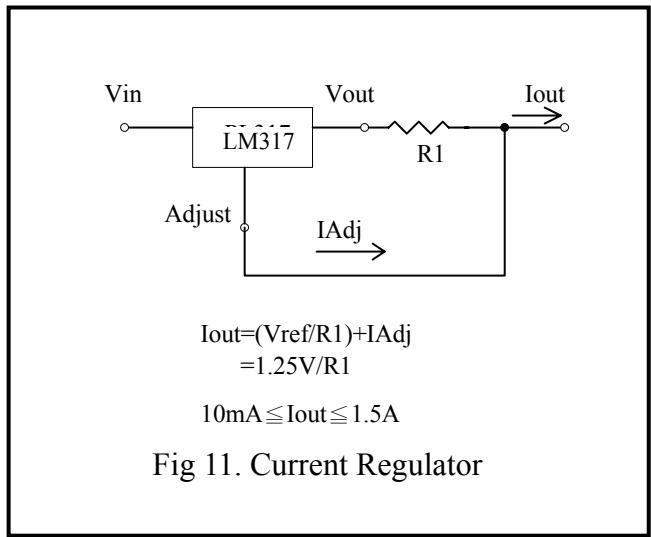 Vin
Vout
Iout
LM317
R1
Adjust
IAdj
Iout=(Vref/R1)+IAdj
=1.25V/R1
10mA≦Iout≦1.5A
Fig 11. Current Regulator